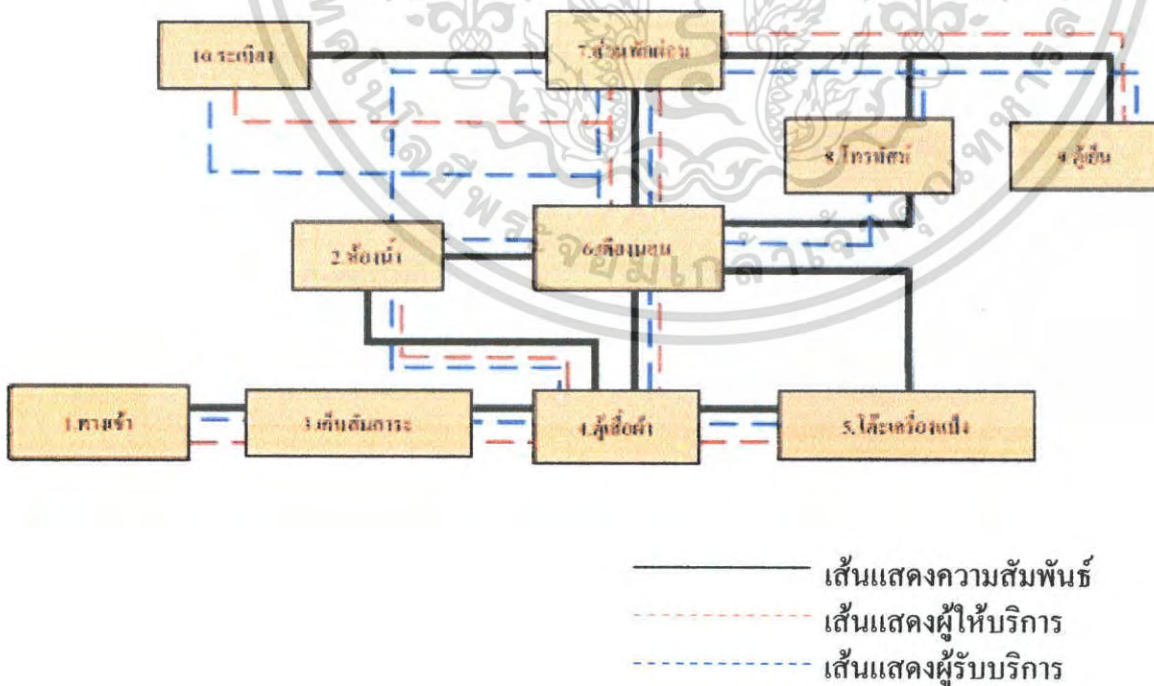 10.ระเบียง
7.ส่วนพักผ่อน
8.โทรทัศน์
9.ตู้เย็น
2.ห้องน้ำ
6.เตียงนอน
1.ทางเข้า
3.เก็บสัมภาระ
4.ตู้เสื้อผ้า
5.โต๊ะเครื่องแป้ง
เส้นแสดงความสัมพันธ์
เส้นแสดงผู้ให้บริการ
เส้นแสดงผู้รับบริการ